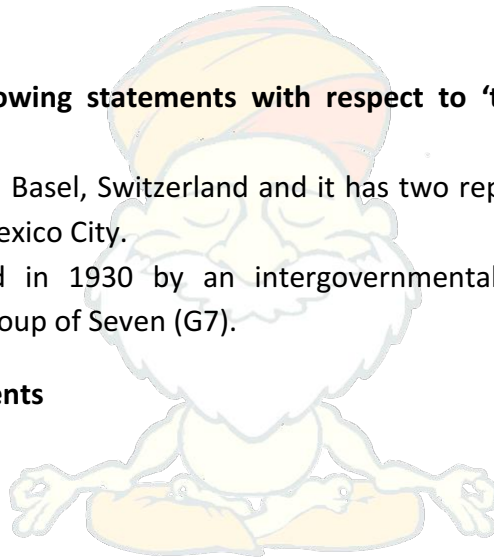 owing statements with respect to ‘t
Basel, Switzerland and it has two rep
exico City.
d in 1930 by an intergovernmental
oup of Seven (G7).
ents